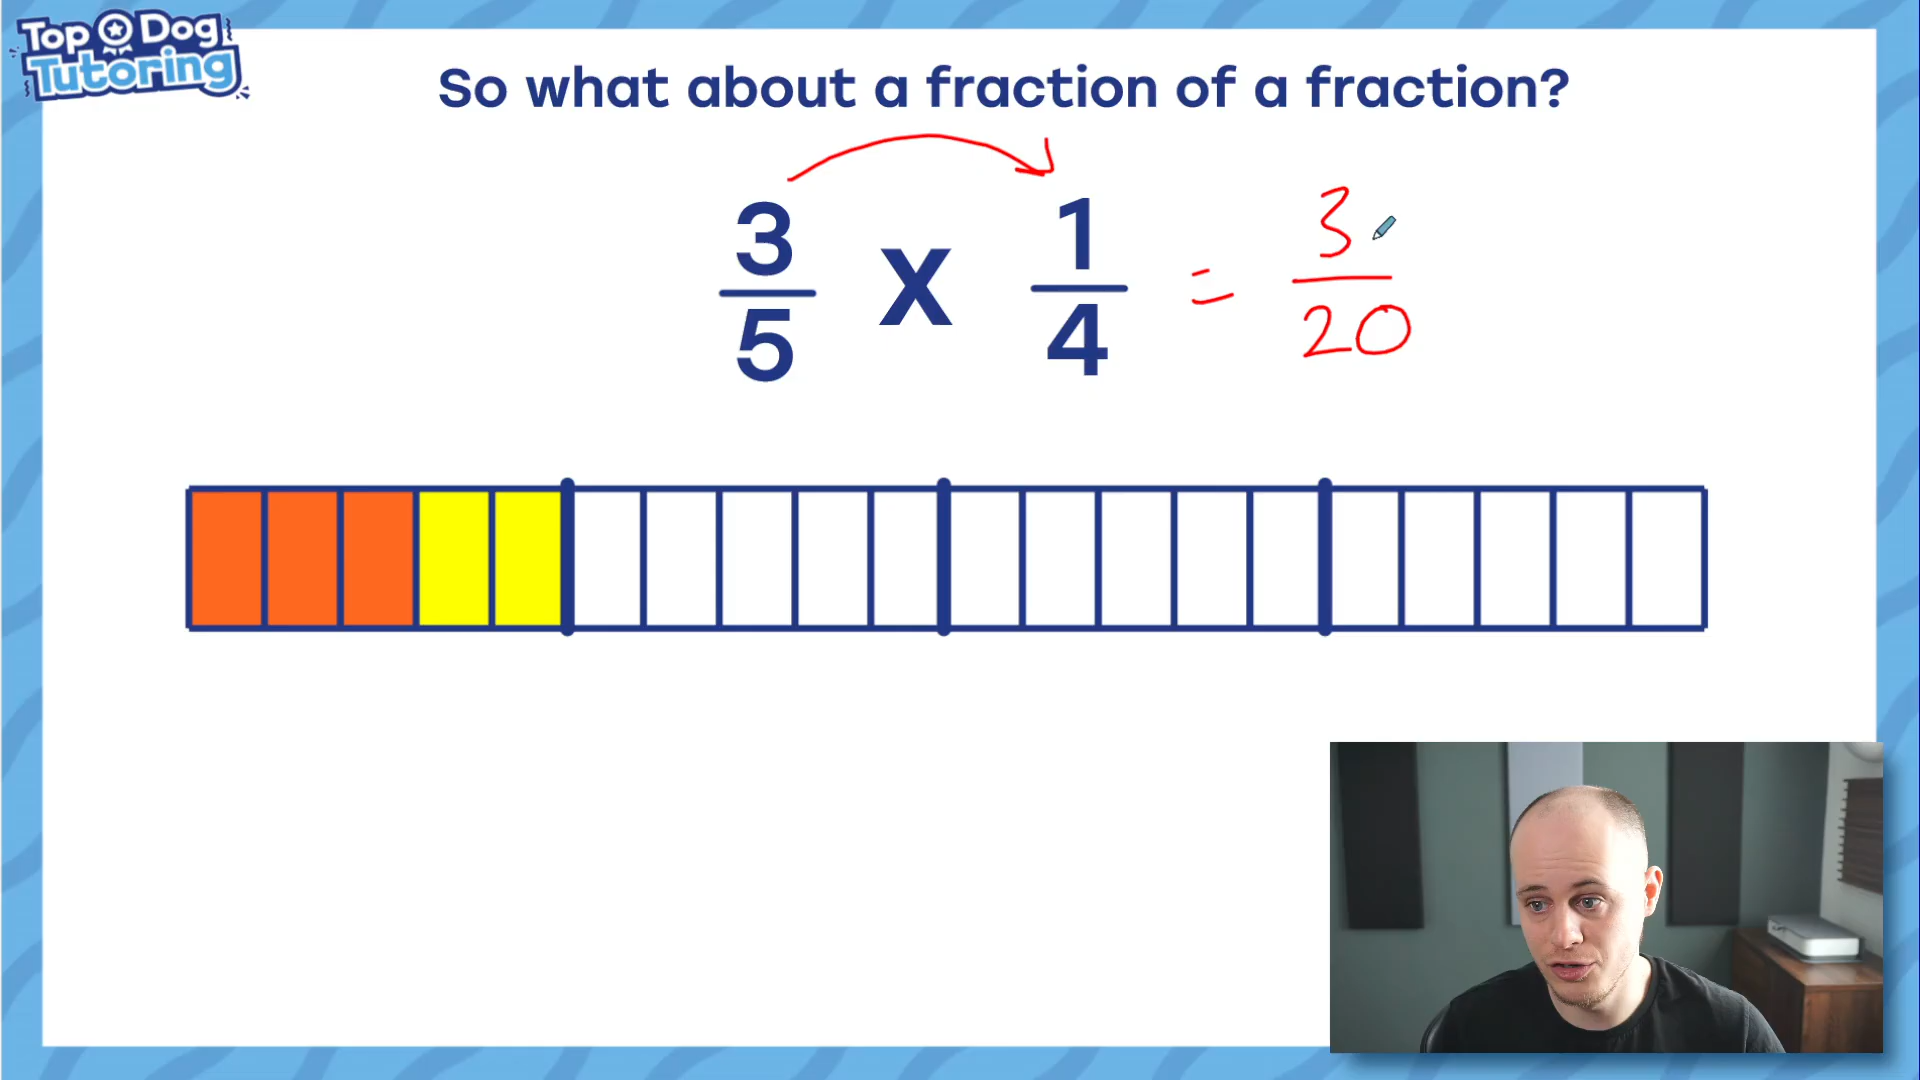 Top Dog
Tutoring
So what about a fraction of a fraction?
3/5 x 1/4 = 3/20